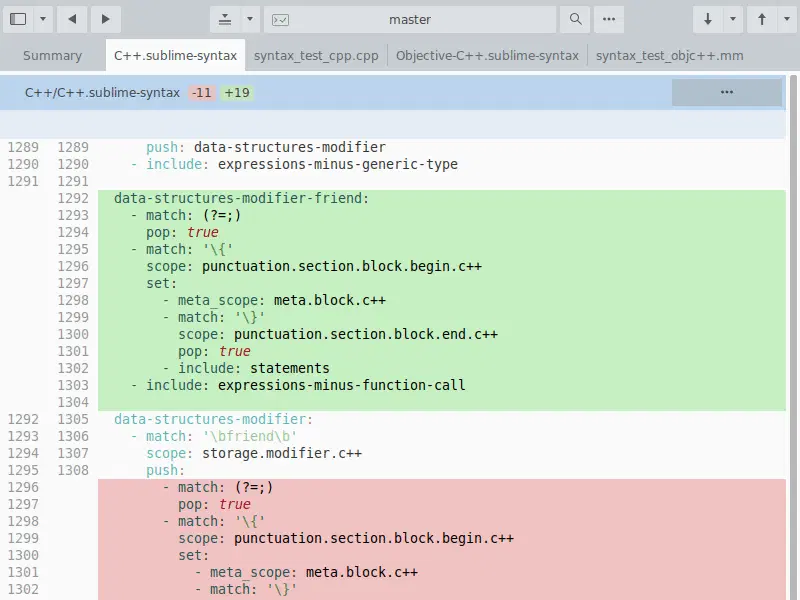 master
Summary C++.sublime-syntax syntax_test_cpp.cpp Objective-C++.sublime-syntax syntax_test_objc++.mm
C++/C++.sublime-syntax -11 +19
1289 1289 push: data-structures-modifier
1290 1290 - include: expressions-minus-generic-type
1291 1291
1292 data-structures-modifier-friend:
1293 - match: (?=;)
1294 pop: true
1295 - match: '\{'
1296 scope: punctuation.section.block.begin.c++
1297 set:
1298 - meta_scope: meta.block.c++
1299 - match: '\}'
1300 scope: punctuation.section.block.end.c++
1301 pop: true
1302 - include: statements
1303 - include: expressions-minus-function-call
1304
1292 1305 data-structures-modifier:
1293 1306 - match: '\bfriend\b'
1294 1307 scope: storage.modifier.c++
1295 1308 push:
1296 - match: (?=;)
1297 pop: true
1298 - match: '\{'
1299 scope: punctuation.section.block.begin.c++
1300 set:
1301 - meta_scope: meta.block.c++
1302 - match: '\}'